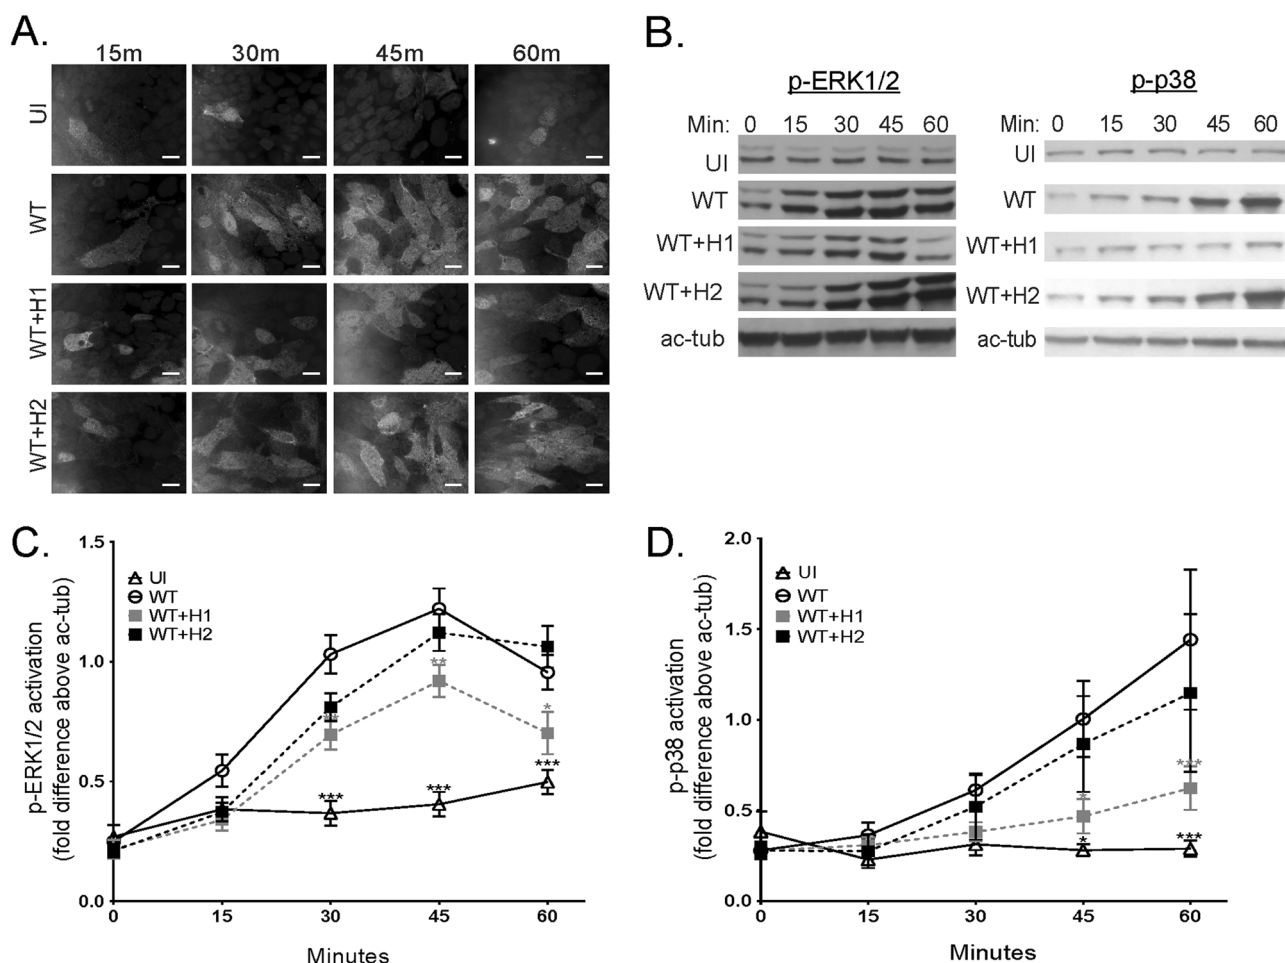 A.
15m 30m 45m 60m
UI
WT
WT+H1
WT+H2
B.
p-ERK1/2
Min: 0 15 30 45 60
UI
WT
WT+H1
WT+H2
ac-tub
p-p38
Min: 0 15 30 45 60
UI
WT
WT+H1
WT+H2
ac-tub
C.
p-ERK1/2 activation
(fold difference above ac-tub)
1.5
1.0
0.5
0.0
UI
WT
WT+H1
WT+H2
**
**
*
***
***
***
0 15 30 45 60
Minutes
D.
p-p38 activation
(fold difference above ac-tub)
2.0
1.5
1.0
0.5
0.0
UI
WT
WT+H1
WT+H2
*
***
*
***
0 15 30 45 60
Minutes